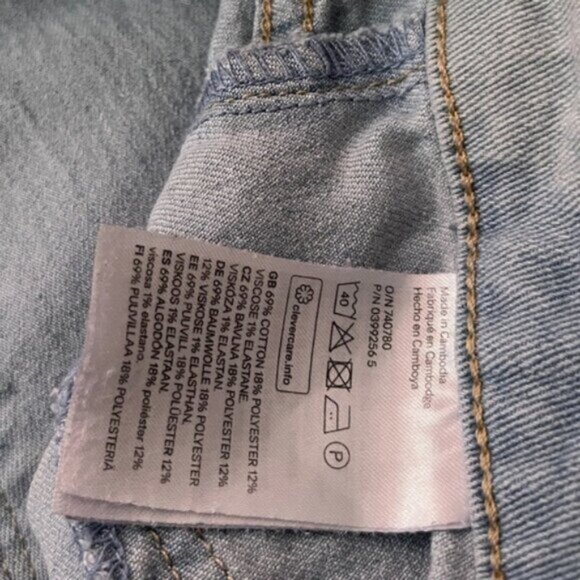 Made in Cambodia
Fabriqué en Cambodge
Hecho en Camboya
O/N 740780
P/N 0399256 5
40 P
clevercare.info
GB 69% COTTON 18% POLYESTER 12%
VISCOSE 1% ELASTANE.
CZ 69% BAVLNA 18% POLYESTER 12%
VISKOZA 1% ELASTAN.
DE 69% BAUMWOLLE 18% POLYESTER
12% VISKOSE 1% ELASTHAN.
EE 69% PUUVILL 18% POLÜESTER 12%
VISKOOS 1% ELASTAAN.
ES 69% ALGODÓN 18% poliéster 12%
viscosa 1% elastano.
FI 69% PUUVILLAA 18% POLYESTERIÄ